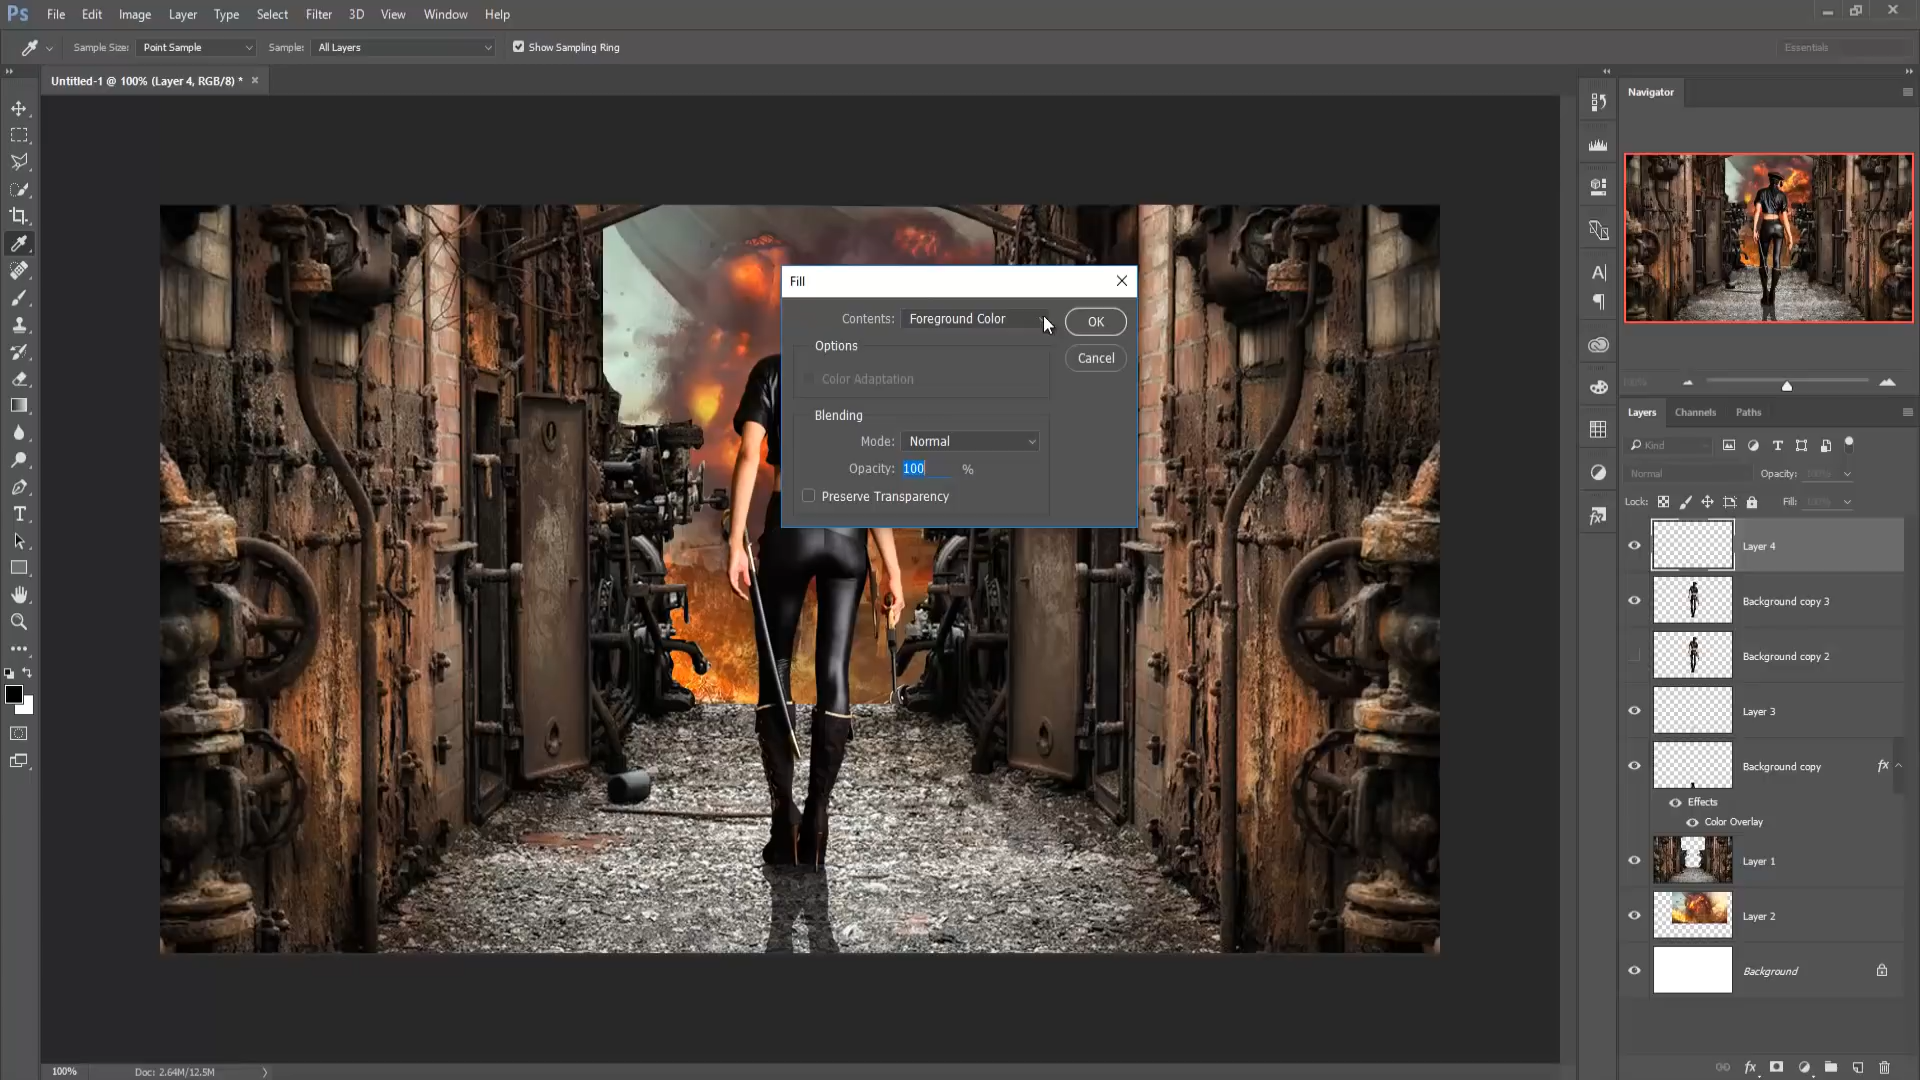 Ps File Edit Image Layer Type Select Filter 3D View Window Help
Sample Size: Point Sample Sample: All Layers Show Sampling Ring Essentials
Untitled-1 @ 100% (Layer 4, RGB/8) *
Navigator
Fill
Contents: Foreground Color
OK
Options
Cancel
Color Adaptation
Blending
Mode: Normal
Opacity: 100 %
Preserve Transparency
100%
Layers Channels Paths
Kind
Normal Opacity: 100%
Lock: Fill: 100%
Layer 4
Background copy 3
Background copy 2
Layer 3
Background copy fx
Effects
Color Overlay
Layer 1
Layer 2
Background
100% Doc: 2.64M/12.5M